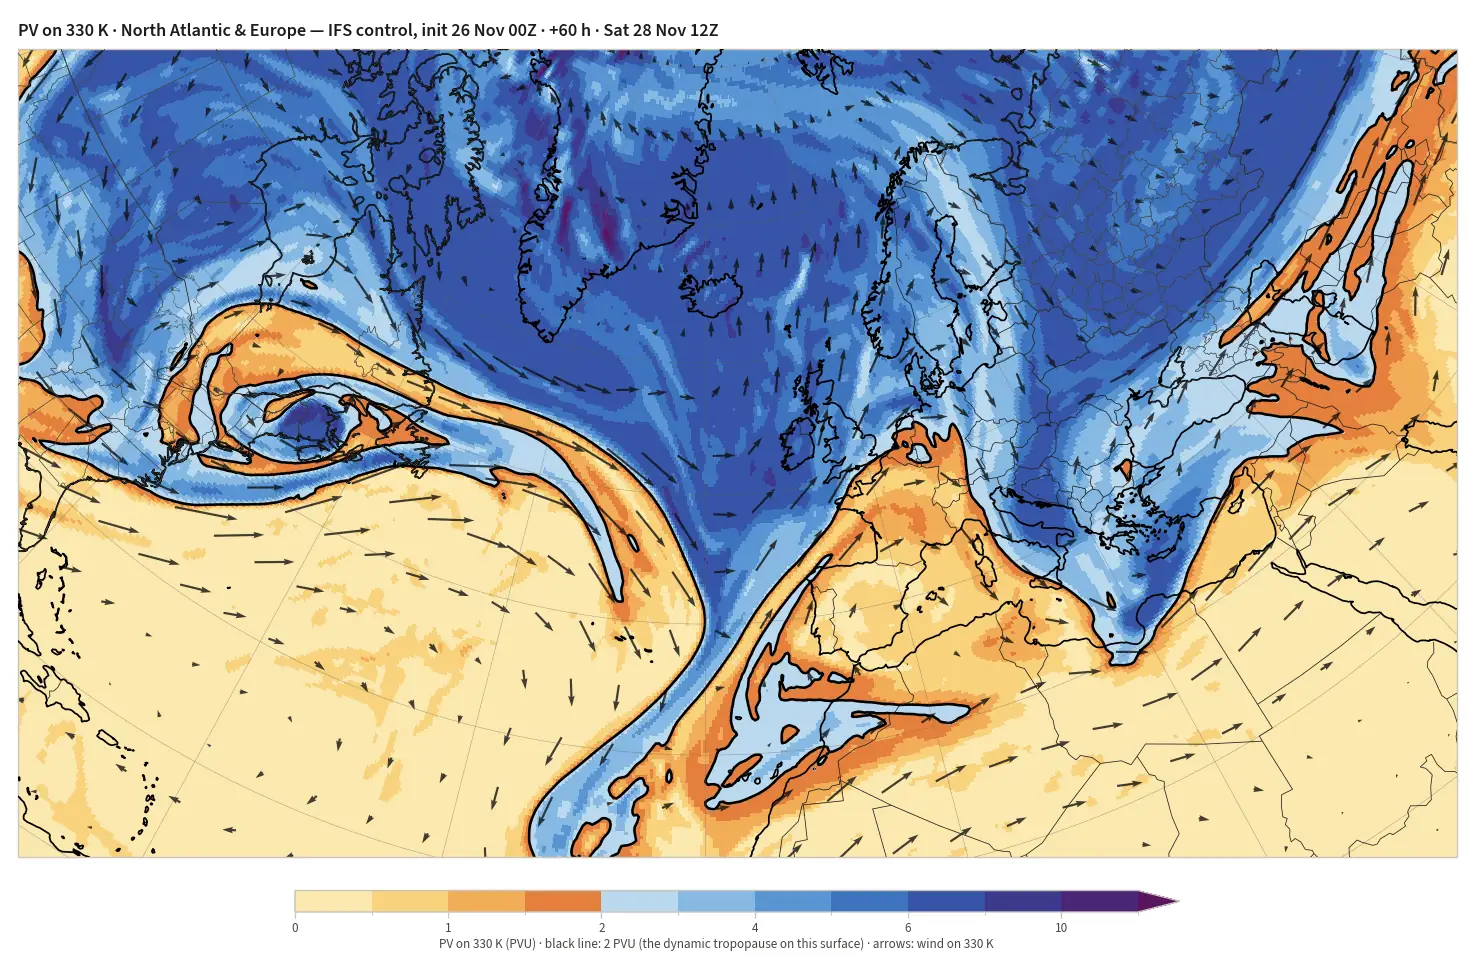 PV on 330 K · North Atlantic & Europe — IFS control, init 26 Nov 00Z · +60 h · Sat 28 Nov 12Z
0 1 2 4 6 10
PV on 330 K (PVU) · black line: 2 PVU (the dynamic tropopause on this surface) · arrows: wind on 330 K